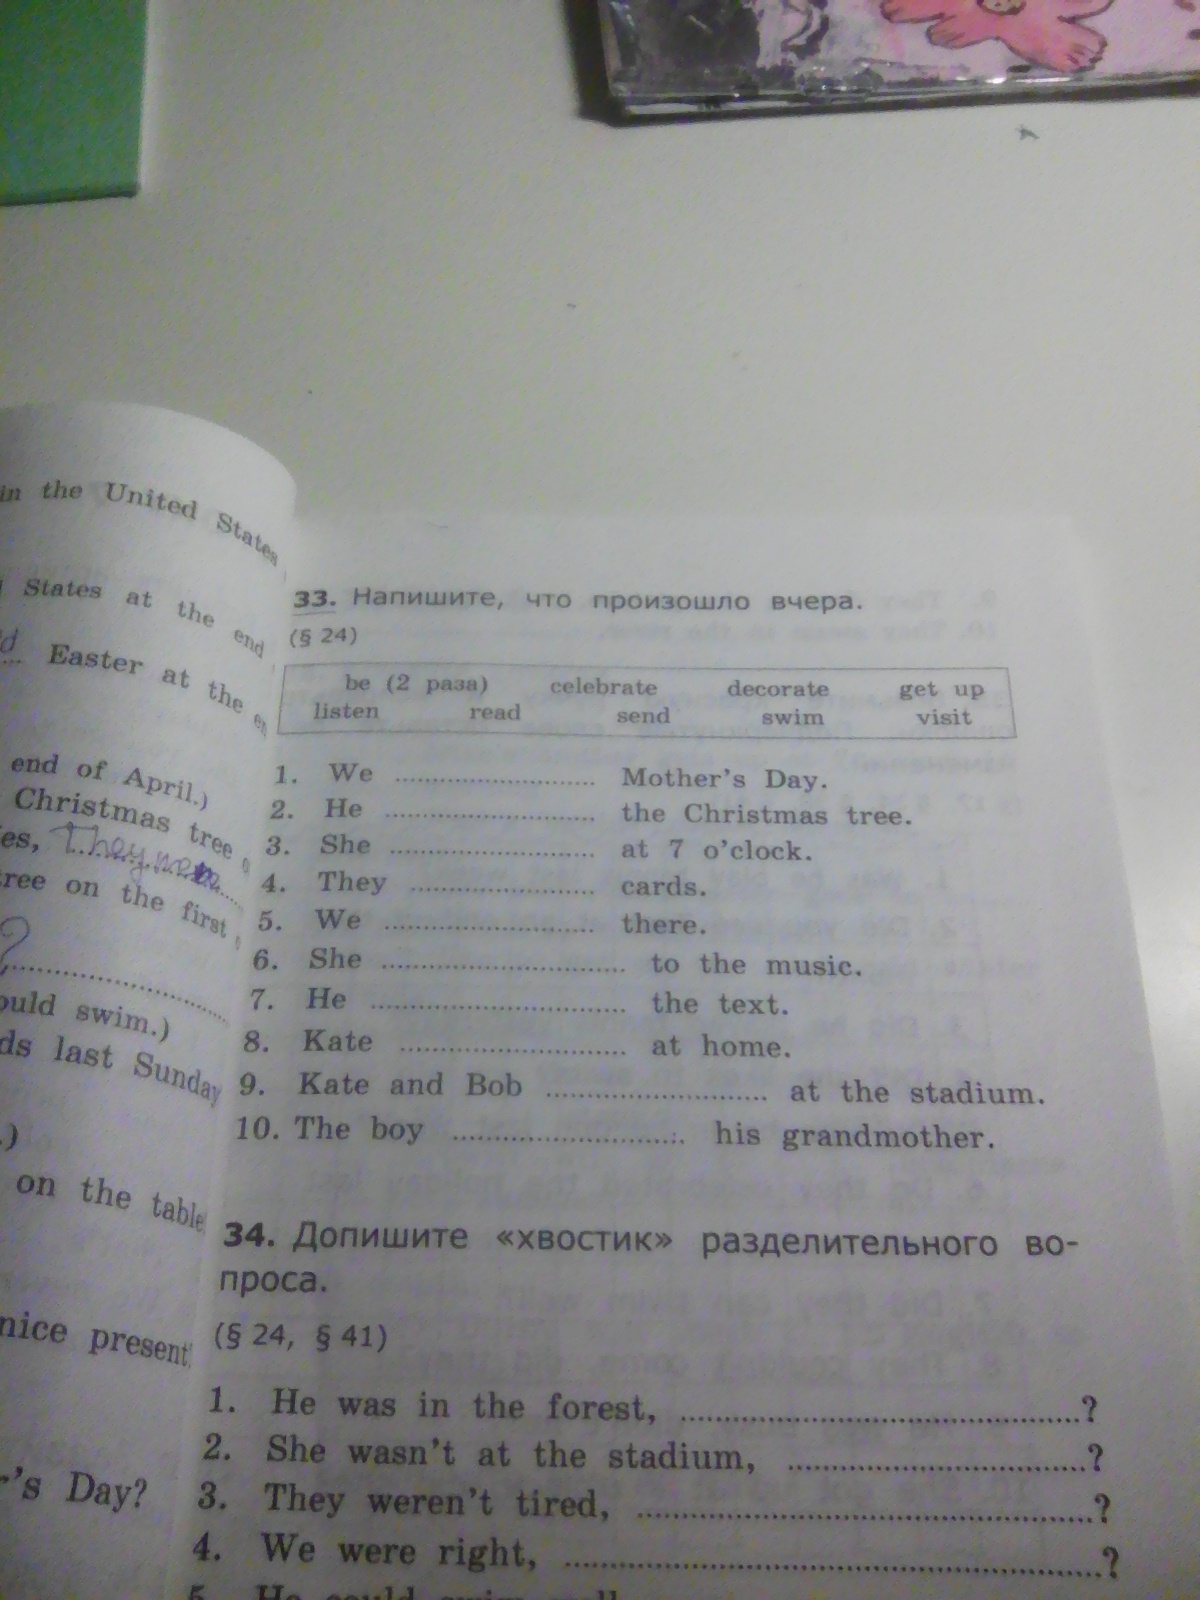 in the United States
States at the end
Easter at the
end of April.)
Christmas tree
tree on the first
?
swim.)
last Sunday
.)
on the table
nice present
Day?
33. Напишите, что произошло вчера.
(§ 24)
be (2 раза) celebrate decorate get up
listen read send swim visit
1. We .......................... Mother's Day.
2. He .......................... the Christmas tree.
3. She .......................... at 7 o'clock.
4. They .......................... cards.
5. We .......................... there.
6. She .......................... to the music.
7. He .......................... the text.
8. Kate .......................... at home.
9. Kate and Bob .......................... at the stadium.
10. The boy .......................... his grandmother.
34. Допишите «хвостик» разделительного во-
проса.
(§ 24, § 41)
1. He was in the forest, ..........................?
2. She wasn't at the stadium, ..........................?
3. They weren't tired, ..........................?
4. We were right, ..........................?